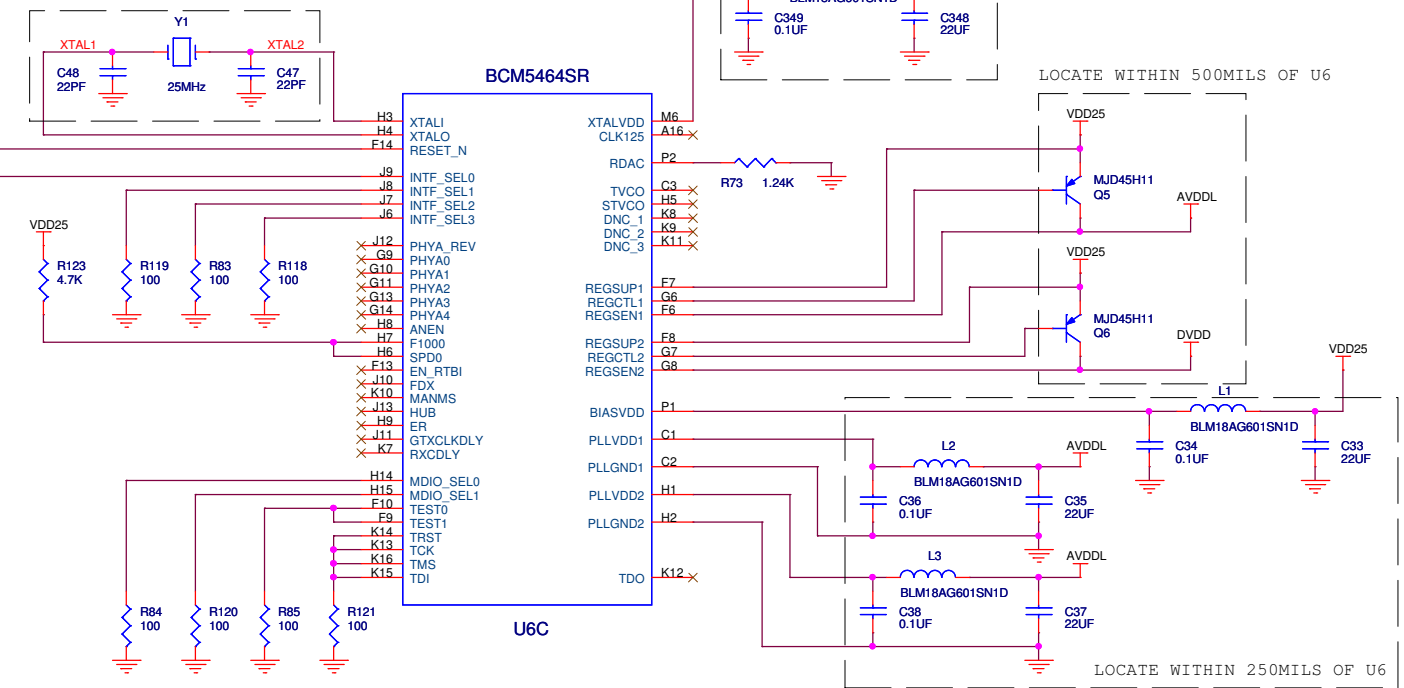 BLM18AG601SN1D
C349
0.1UF
C348
22UF
Y1
XTAL1
XTAL2
C48
22PF
25MHz
C47
22PF
BCM5464SR
LOCATE WITHIN 500MILS OF U6
H3 XTALI
H4 XTALO
F14 RESET_N
J9 INTF_SEL0
J8 INTF_SEL1
J7 INTF_SEL2
J6 INTF_SEL3
J12 PHYA_REV
G9 PHYA0
G10 PHYA1
G11 PHYA2
G13 PHYA3
G14 PHYA4
H8 ANEN
H7 F1000
H6 SPD0
F13 EN_RTBI
J10 FDX
K10 MANMS
J13 HUB
H9 ER
J11 GTXCLKDLY
K7 RXCDLY
H14 MDIO_SEL0
H15 MDIO_SEL1
F10 TEST0
F9 TEST1
K14 TRST
K13 TCK
K16 TMS
K15 TDI
XTALVDD M6
CLK125 A16
RDAC P2
TVCO C3
STVCO H5
DNC_1 K8
DNC_2 K9
DNC_3 K11
REGSUP1 F7
REGCTL1 G6
REGSEN1 F6
REGSUP2 F8
REGCTL2 G7
REGSEN2 G8
BIASVDD P1
PLLVDD1 C1
PLLGND1 C2
PLLVDD2 H1
PLLGND2 H2
TDO K12
U6C
R73 1.24K
VDD25
R123
4.7K
R119
100
R83
100
R118
100
R84
100
R120
100
R85
100
R121
100
VDD25
MJD45H11
Q5
AVDDL
VDD25
MJD45H11
Q6
DVDD
VDD25
L1
BLM18AG601SN1D
C34
0.1UF
C33
22UF
L2
AVDDL
BLM18AG601SN1D
C36
0.1UF
C35
22UF
L3
AVDDL
BLM18AG601SN1D
C38
0.1UF
C37
22UF
LOCATE WITHIN 250MILS OF U6